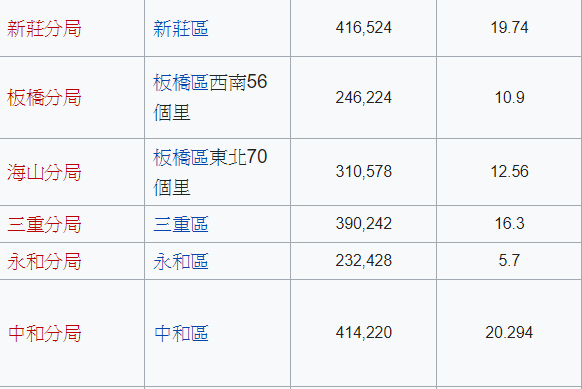 新莊分局 新莊區 416,524 19.74
板橋分局 板橋區西南56個里 246,224 10.9
海山分局 板橋區東北70個里 310,578 12.56
三重分局 三重區 390,242 16.3
永和分局 永和區 232,428 5.7
中和分局 中和區 414,220 20.294